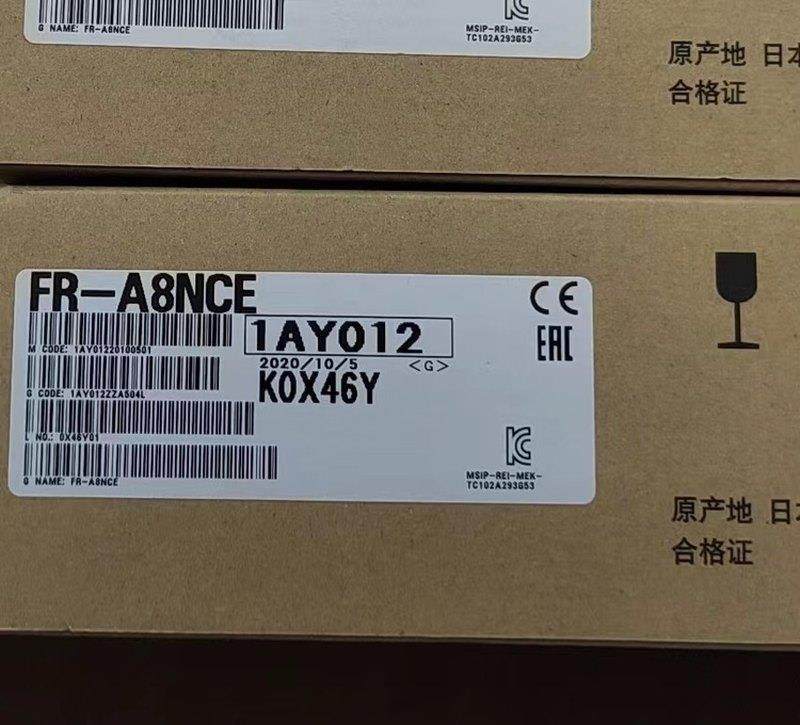 G NAME: FR-A8NCE
MSIP-REI-MEK-
TC102A293G53
原产地 日本
合格证
FR-A8NCE
CE
1AY012
M CODE: 1AY01220100501
2020/10/5 <G>
EAC
K0X46Y
G CODE: 1AY012ZZA504L
L NO.: 0X46Y01
G NAME: FR-A8NCE
MSIP-REI-MEK-
TC102A293G53
原产地 日本
合格证